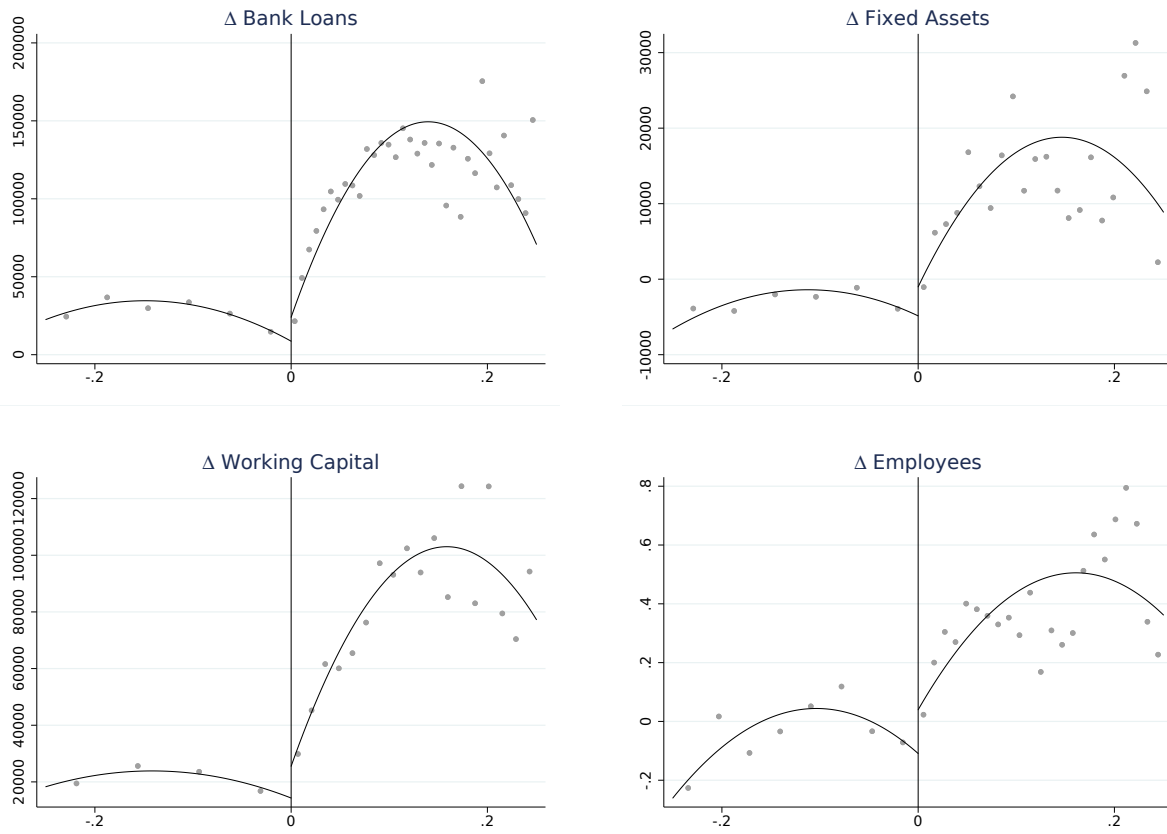 Δ Bank Loans
200000
150000
100000
50000
0
-.2 0 .2
Δ Fixed Assets
30000
20000
10000
0
-10000
-.2 0 .2
Δ Working Capital
120000
100000
80000
60000
40000
20000
-.2 0 .2
Δ Employees
.8
.6
.4
.2
0
-.2
-.2 0 .2